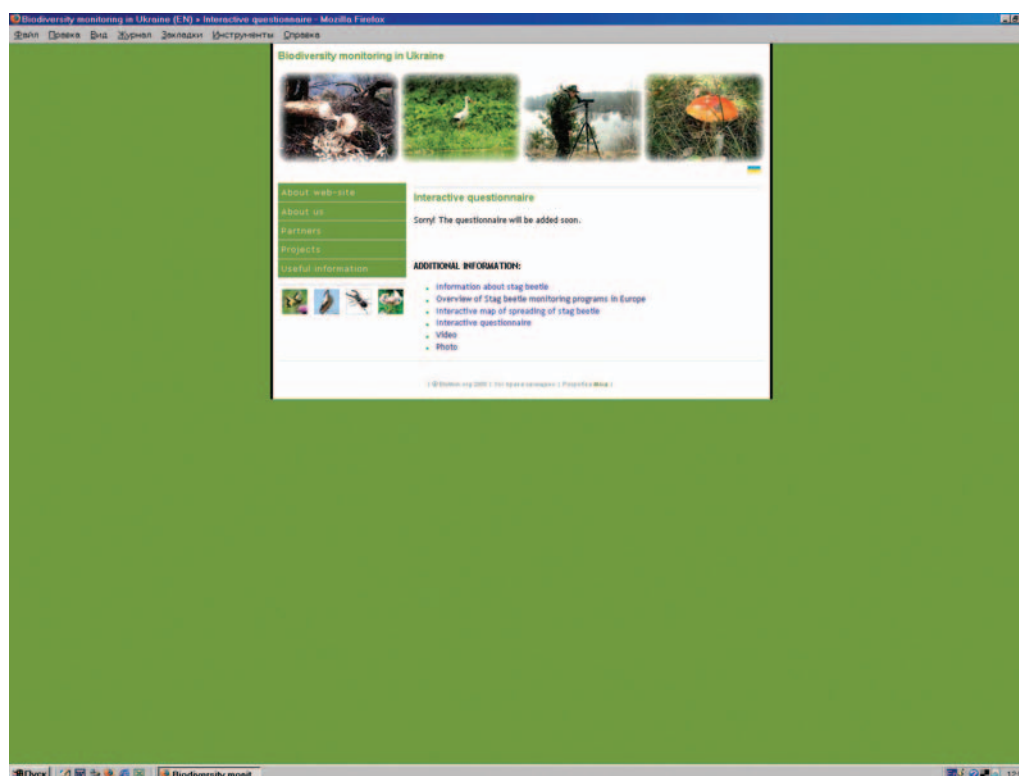 Biodiversity monitoring in Ukraine (EN) » Interactive questionnaire - Mozilla Firefox
Файл Правка Вид Журнал Закладки Инструменты Справка
Biodiversity monitoring in Ukraine
About web-site
About us
Partners
Projects
Useful information
Interactive questionnaire
Sorry! The questionnaire will be added soon.
ADDITIONAL INFORMATION:
Information about stag beetle
Overview of Stag beetle monitoring programs in Europe
Interactive map of spreading of stag beetle
Interactive questionnaire
Video
Photo
Пуск
Biodiversity monit...